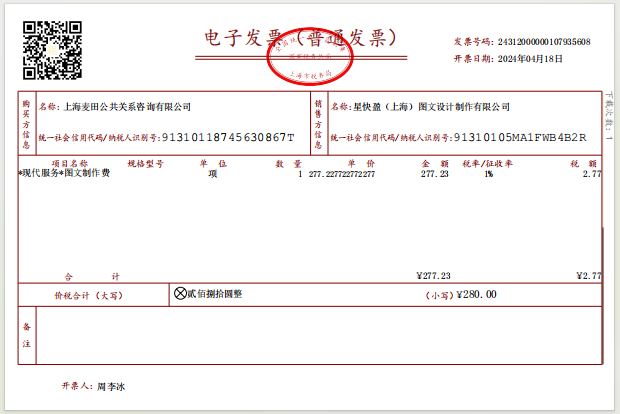 电子发票（普通发票）
发票号码：24312000000107935608
开票日期：2024年04月18日
上海市税务局
下载次数：1
购买方信息
名称：上海麦田公共关系咨询有限公司
统一社会信用代码/纳税人识别号：91310118745630867T
销售方信息
名称：星快盈（上海）图文设计制作有限公司
统一社会信用代码/纳税人识别号：91310105MA1FWB4B2R
项目名称 规格型号 单 位 数 量 单 价 金 额 税率/征收率 税 额
*现代服务*图文制作费 项 1 277.227722772277 277.23 1% 2.77
合 计 ¥277.23 ¥2.77
价税合计（大写） ⊗贰佰捌拾圆整 （小写）¥280.00
备注
开票人：周李冰